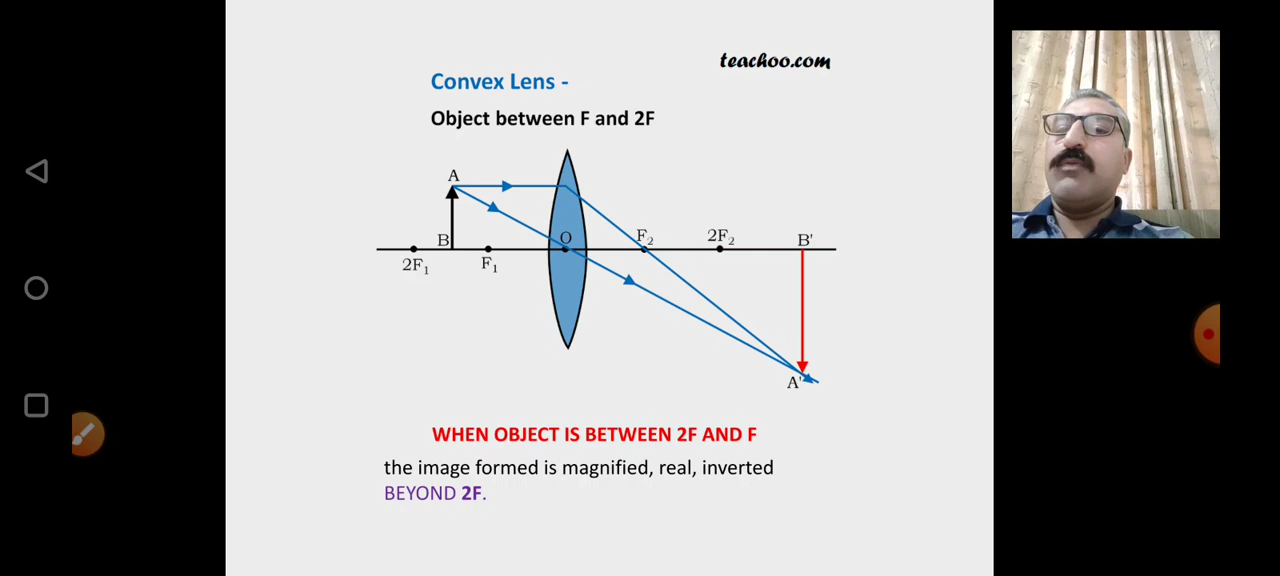 teachoo.com
Convex Lens -
Object between F and 2F
A
B
O
F₂
2F₂
B'
2F₁
F₁
A'
WHEN OBJECT IS BETWEEN 2F AND F
the image formed is magnified, real, inverted
BEYOND 2F.